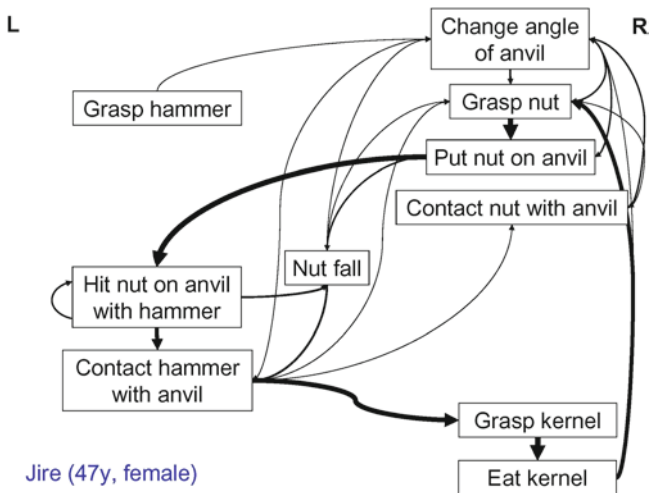 L
R
Change angle
of anvil
Grasp hammer
Grasp nut
Put nut on anvil
Contact nut with anvil
Nut fall
Hit nut on anvil
with hammer
Contact hammer
with anvil
Grasp kernel
Eat kernel
Jire (47y, female)